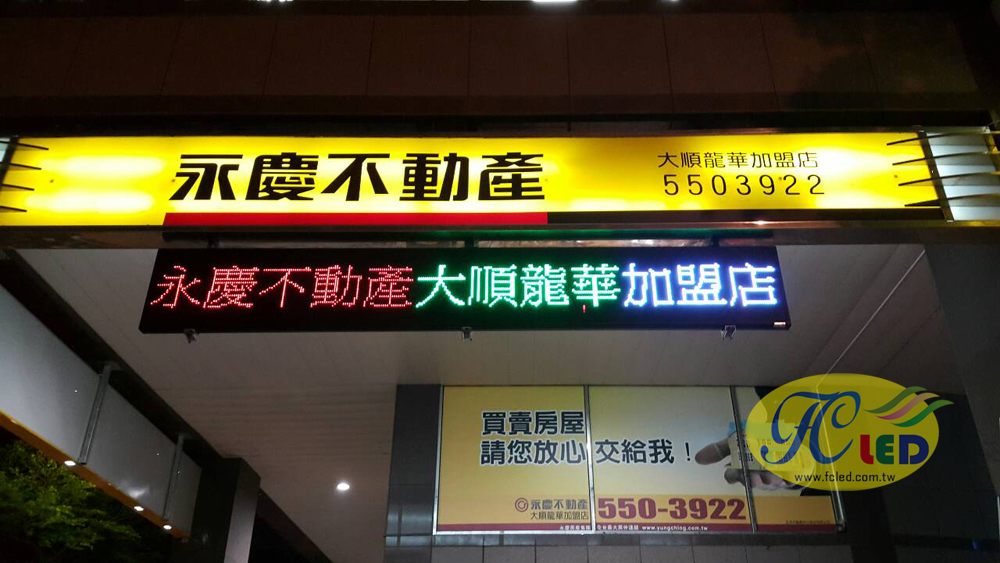 永慶不動產
大順龍華加盟店
5503922
永慶不動產大順龍華加盟店
買賣房屋
請您放心交給我！
永慶不動產
大順龍華加盟店
550-3922
www.yungching.com.tw
FC LED
www.fcled.com.tw